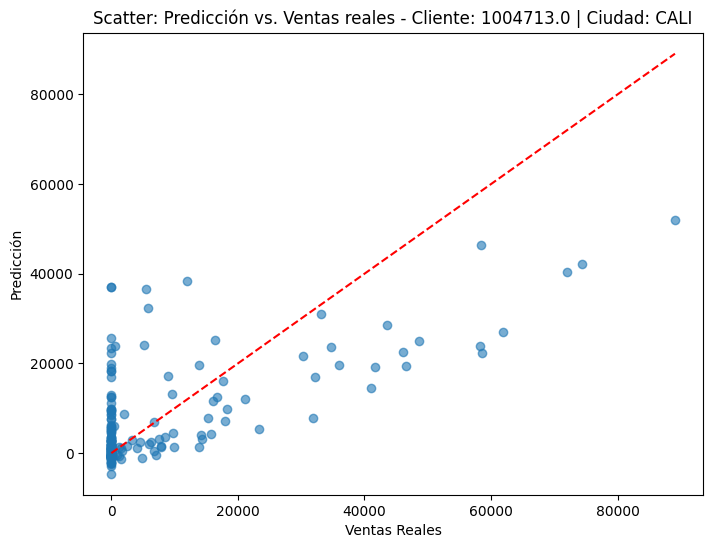 Scatter: Predicción vs. Ventas reales - Cliente: 1004713.0 | Ciudad: CALI
Predicción
80000
60000
40000
20000
0
0 20000 40000 60000 80000
Ventas Reales